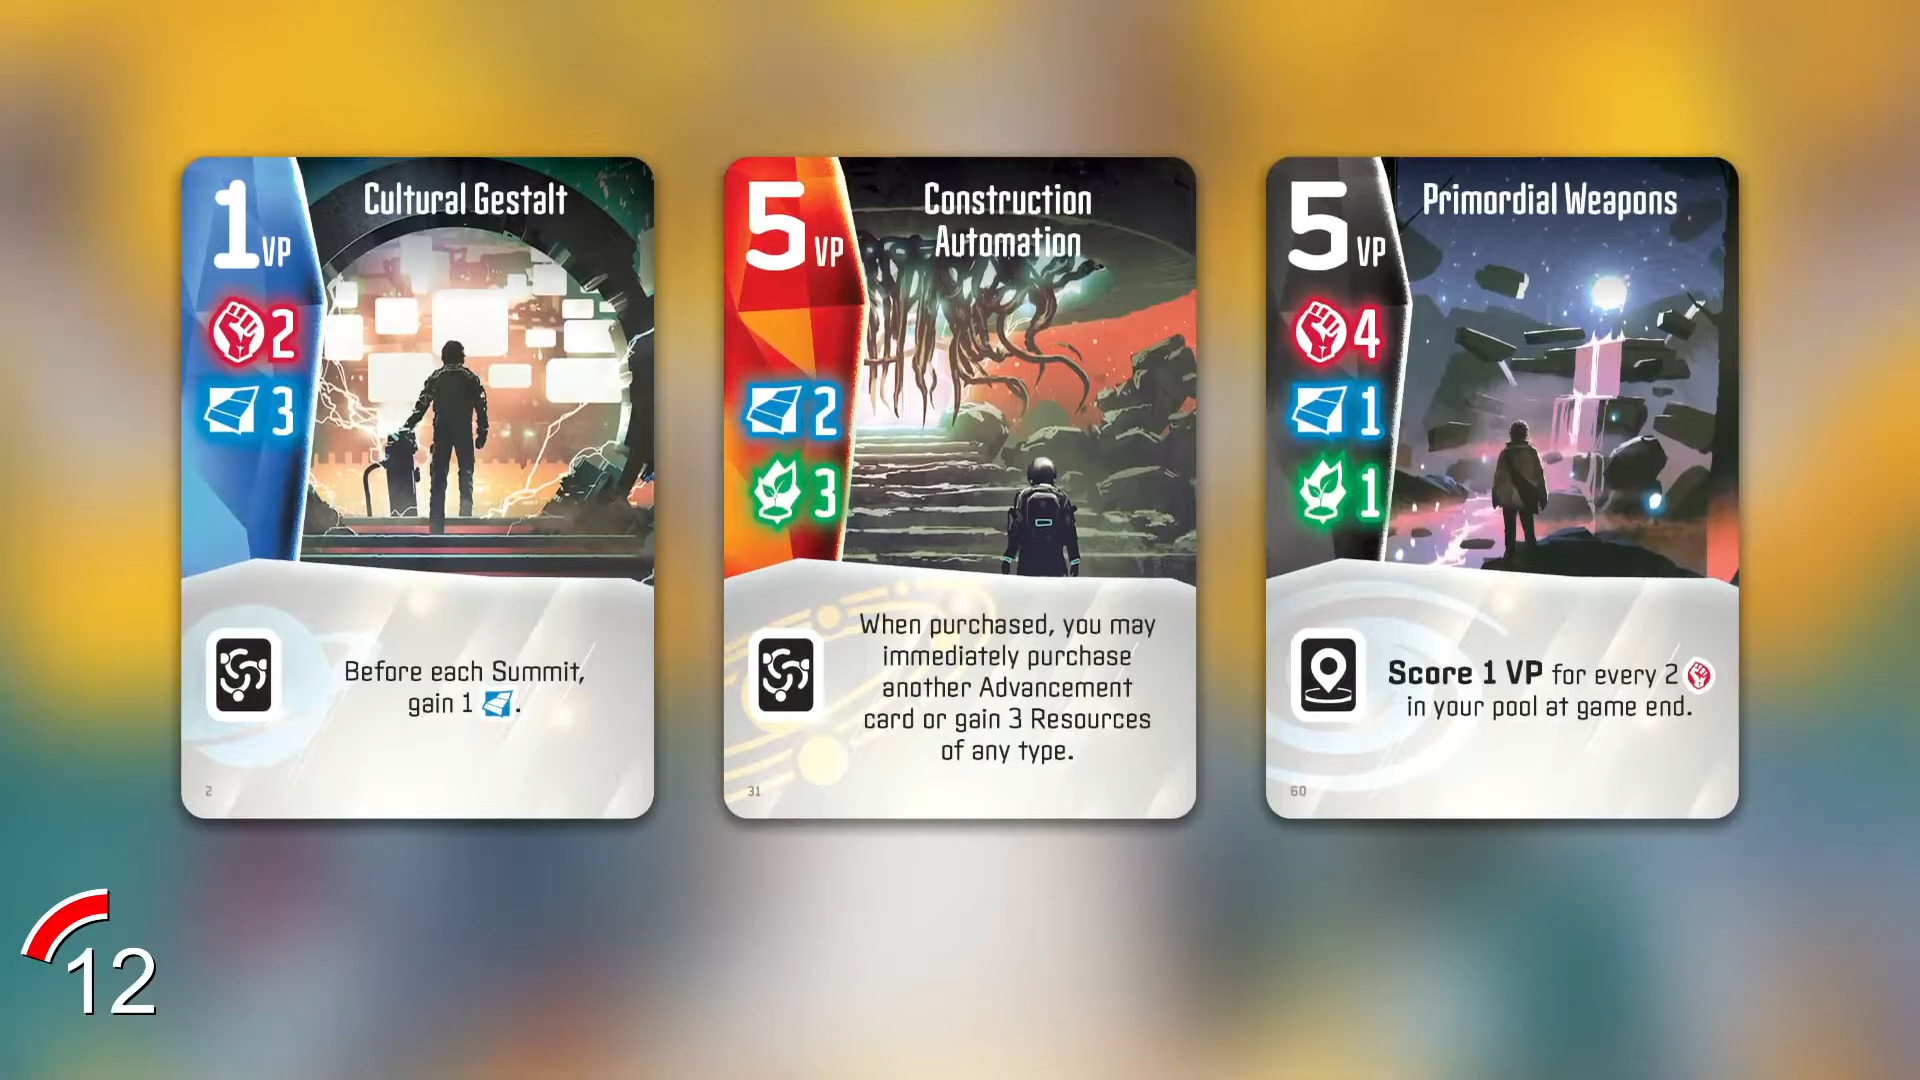 1 VP
Cultural Gestalt
2
3
Before each Summit,
gain 1 .
2
5 VP
Construction
Automation
2
3
When purchased, you may
immediately purchase
another Advancement
card or gain 3 Resources
of any type.
31
5 VP
Primordial Weapons
4
1
1
Score 1 VP for every 2
in your pool at game end.
60
12